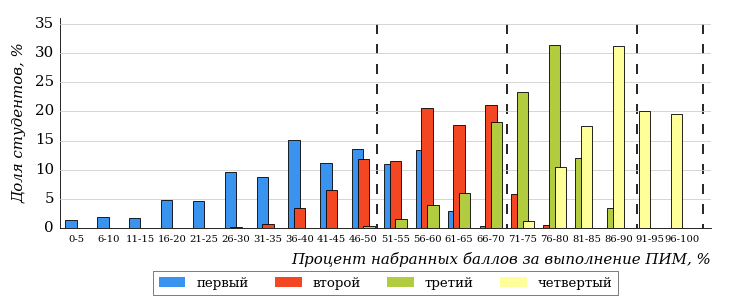 Доля студентов, %
35
30
25
20
15
10
5
0
0-5 6-10 11-15 16-20 21-25 26-30 31-35 36-40 41-45 46-50 51-55 56-60 61-65 66-70 71-75 76-80 81-85 86-90 91-95 96-100
Процент набранных баллов за выполнение ПИМ, %
первый второй третий четвертый